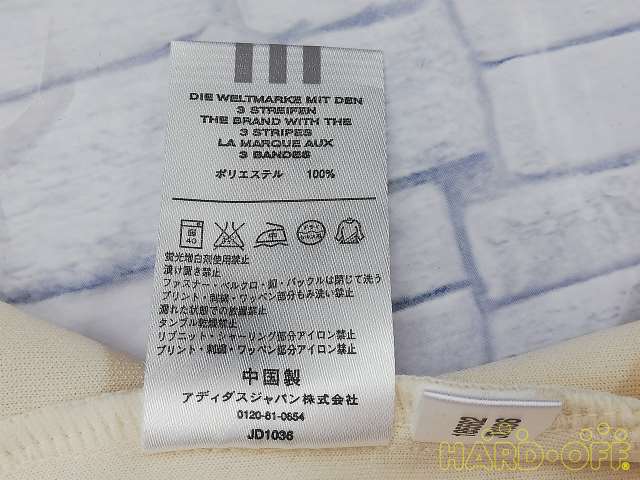 DIE WELTMARKE MIT DEN
3 STREIFEN
THE BRAND WITH THE
3 STRIPES
LA MARQUE AUX
3 BANDES
ポリエステル 100%
40
蛍光増白剤使用禁止
漬け置き禁止
ファスナー・ベルクロ・釦・バックルは閉じて洗う
プリント・刺繍・ワッペン部分もみ洗い禁止
濡れた状態での放置禁止
タンブル乾燥禁止
リブニット・シャーリング部分アイロン禁止
プリント・刺繍・ワッペン部分アイロン禁止
中国製
アディダスジャパン株式会社
0120-81-0654
JD1036
HARD·OFF